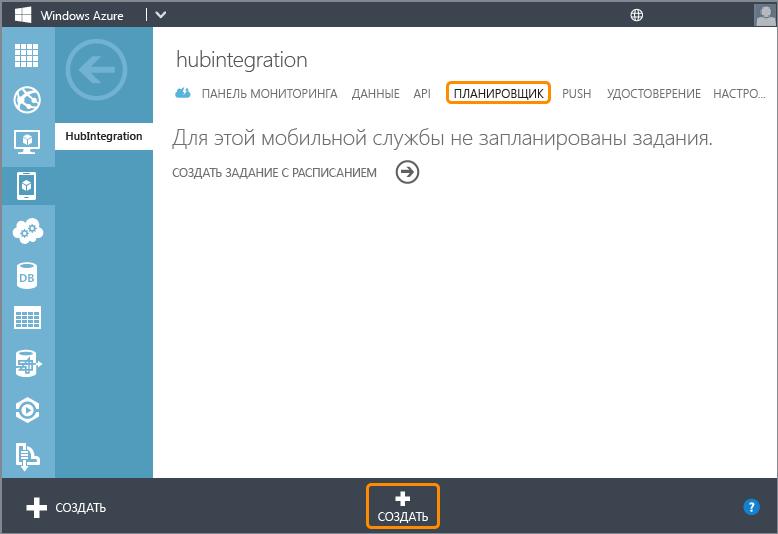 Windows Azure
hubintegration
ПАНЕЛЬ МОНИТОРИНГА ДАННЫЕ API ПЛАНИРОВЩИК PUSH УДОСТОВЕРЕНИЕ НАСТРО...
HubIntegration
Для этой мобильной службы не запланированы задания.
СОЗДАТЬ ЗАДАНИЕ С РАСПИСАНИЕМ
DB
СОЗДАТЬ
СОЗДАТЬ
?